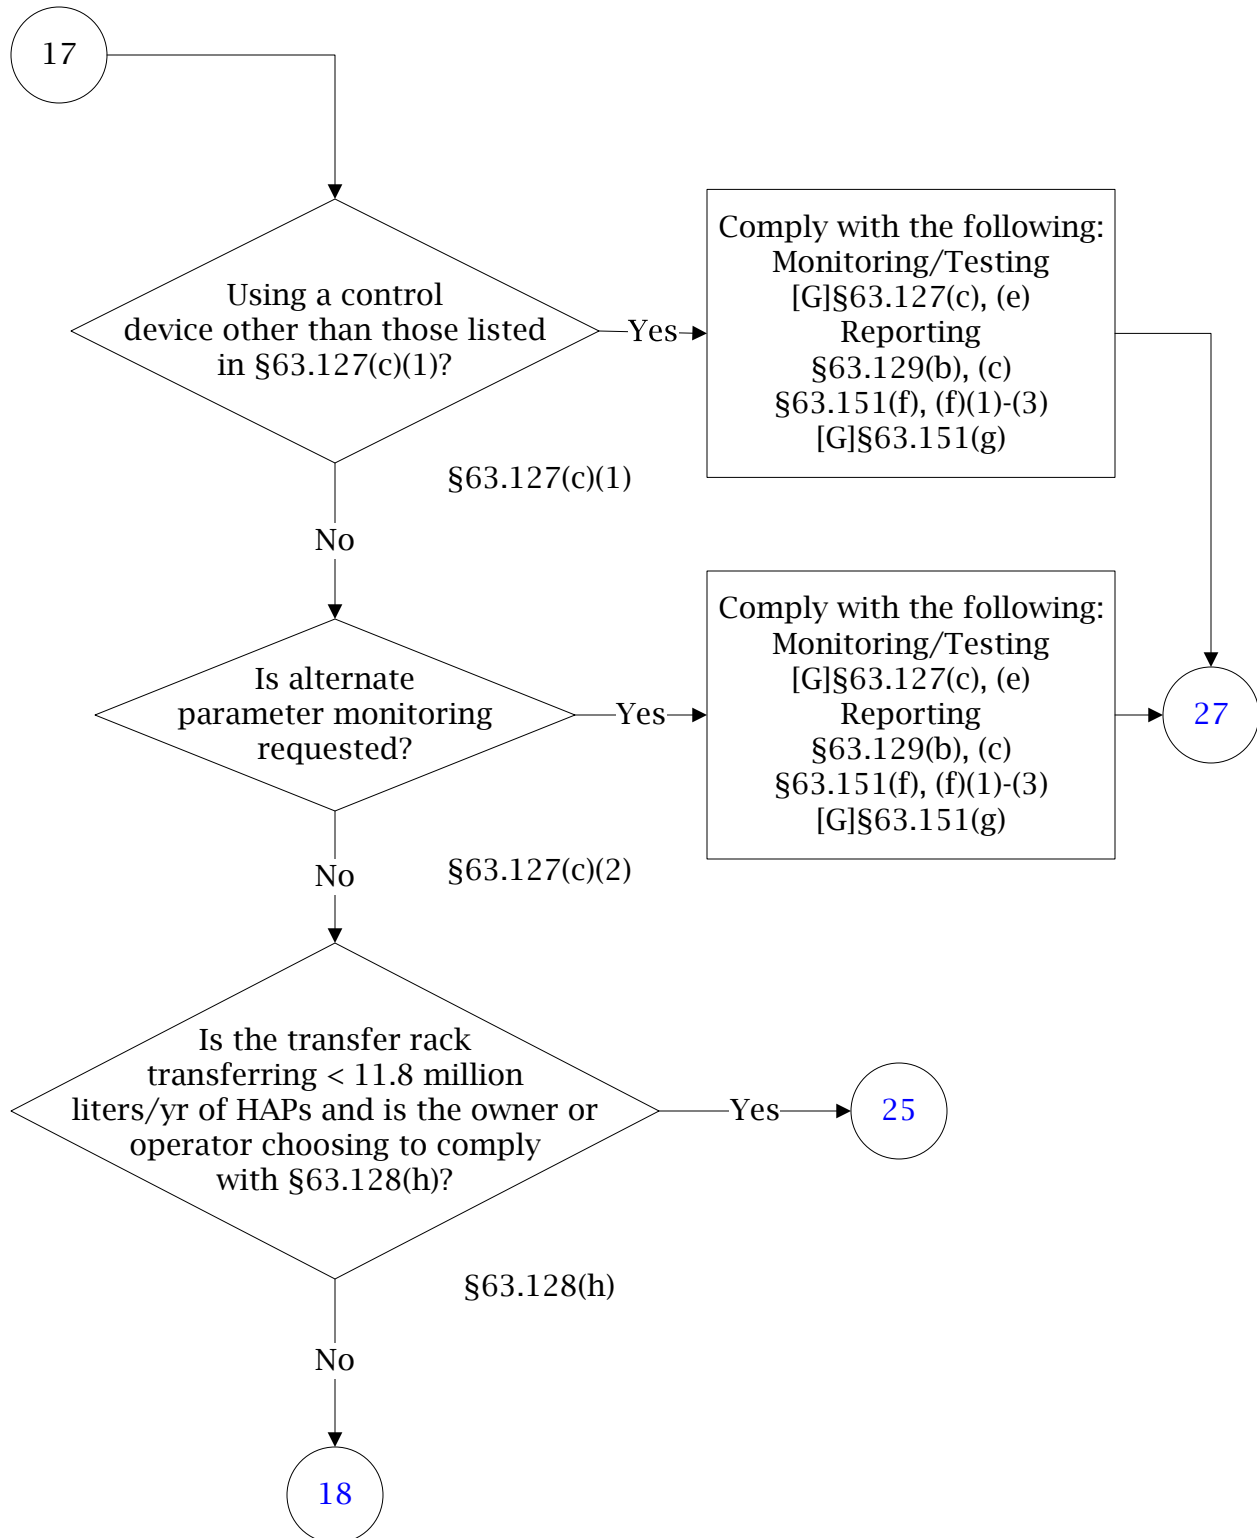 17
Using a control
device other than those listed
in §63.127(c)(1)?
Yes
Comply with the following:
Monitoring/Testing
[G]§63.127(c), (e)
Reporting
§63.129(b), (c)
§63.151(f), (f)(1)-(3)
[G]§63.151(g)
§63.127(c)(1)
No
Is alternate
parameter monitoring
requested?
Yes
Comply with the following:
Monitoring/Testing
[G]§63.127(c), (e)
Reporting
§63.129(b), (c)
§63.151(f), (f)(1)-(3)
[G]§63.151(g)
27
§63.127(c)(2)
No
Is the transfer rack
transferring < 11.8 million
liters/yr of HAPs and is the owner or
operator choosing to comply
with §63.128(h)?
Yes
25
§63.128(h)
No
18